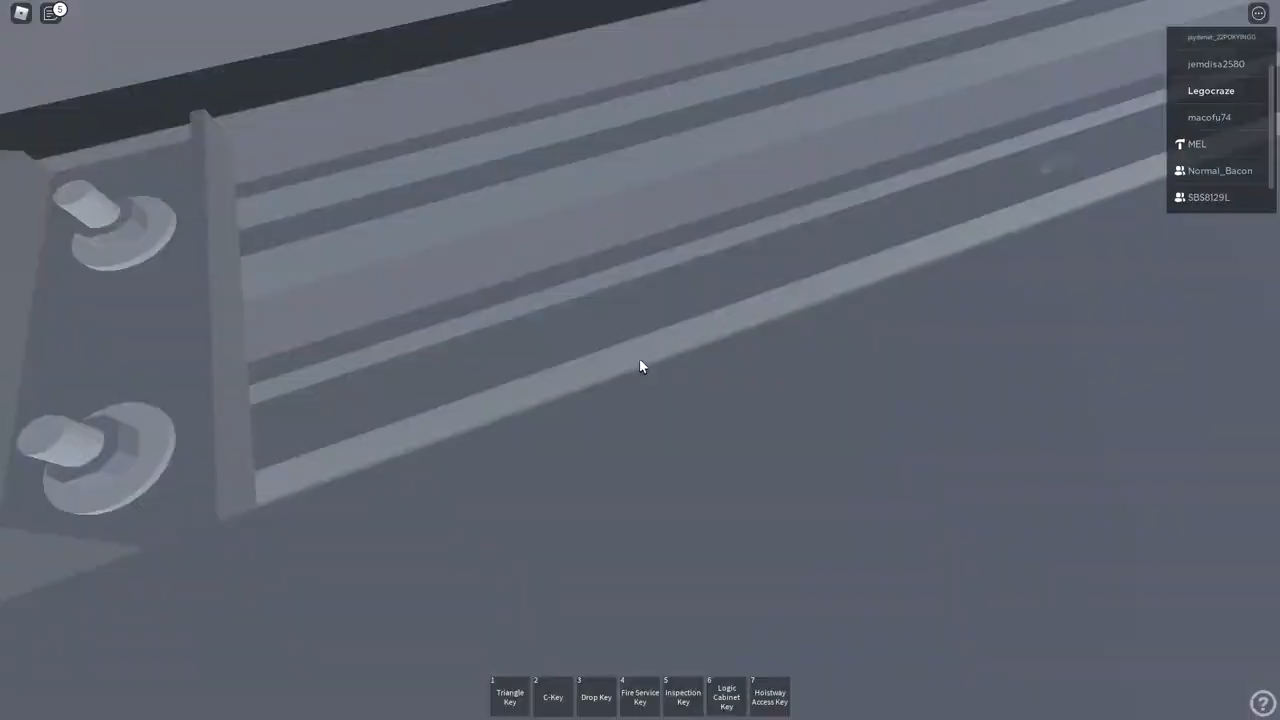 5
jaydenet_22POKYINGG
jemdisa2580
Legocraze
macofu74
MEL
Normal_Bacon
SBS8129L
1 Triangle Key
2 C-Key
3 Drop Key
4 Fire Service Key
5 Inspection Key
6 Logic Cabinet Key
7 Hoistway Access Key
?